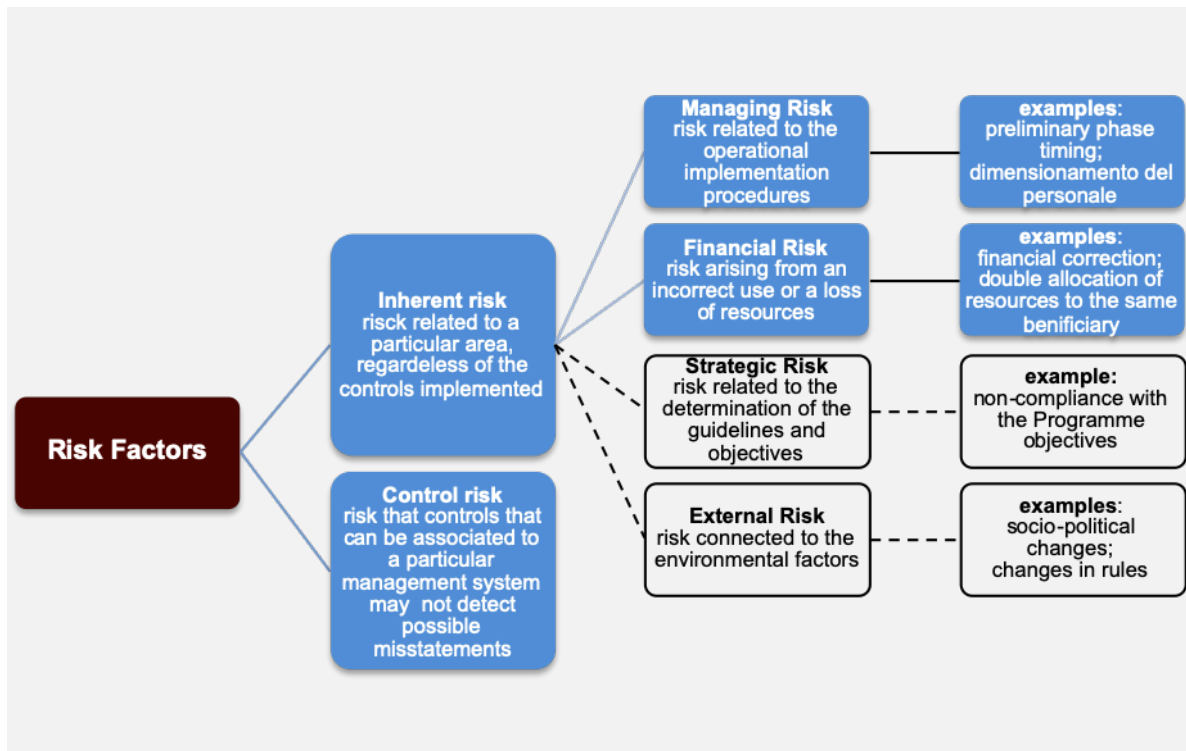 Risk Factors
Inherent risk
risck related to a
particular area,
regardeless of the
controls implemented
Control risk
risk that controls that
can be associated to
a particular
management system
may not detect
possible
misstatements
Managing Risk
risk related to the
operational
implementation
procedures
examples:
preliminary phase
timing;
dimensionamento del
personale
Financial Risk
risk arising from an
incorrect use or a loss
of resources
examples:
financial correction;
double allocation of
resources to the same
benificiary
Strategic Risk
risk related to the
determination of the
guidelines and
objectives
example:
non-compliance with
the Programme
objectives
External Risk
risk connected to the
environmental factors
examples:
socio-political
changes;
changes in rules